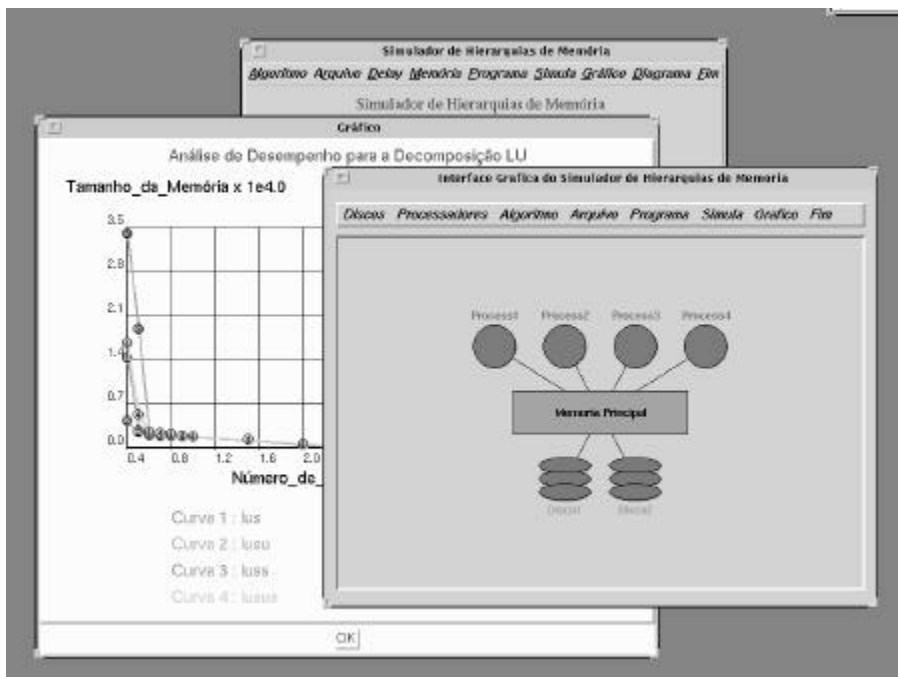 Simulador de Hierarquias de Memória
Algoritmo Arquivo Delay Memória Programa Simula Gráfico Diagrama Fim
Simulador de Hierarquias de Memória
Gráfico
Análise de Desempenho para a Decomposição LU
Tamanho_da_Memória x 1e4.0
3.5
2.8
2.1
1.4
0.7
0.0
0.4 0.8 1.2 1.6 2.0
Número_de_
Curva 1 : lus
Curva 2 : lusu
Curva 3 : luss
Curva 4 : lusus
OK
Interface Grafica do Simulador de Hierarquias de Memoria
Discos Processadores Algoritmo Arquivo Programa Simula Grafico Fim
Process1 Process2 Process3 Process4
Memoria Principal
Disco1 Disco2